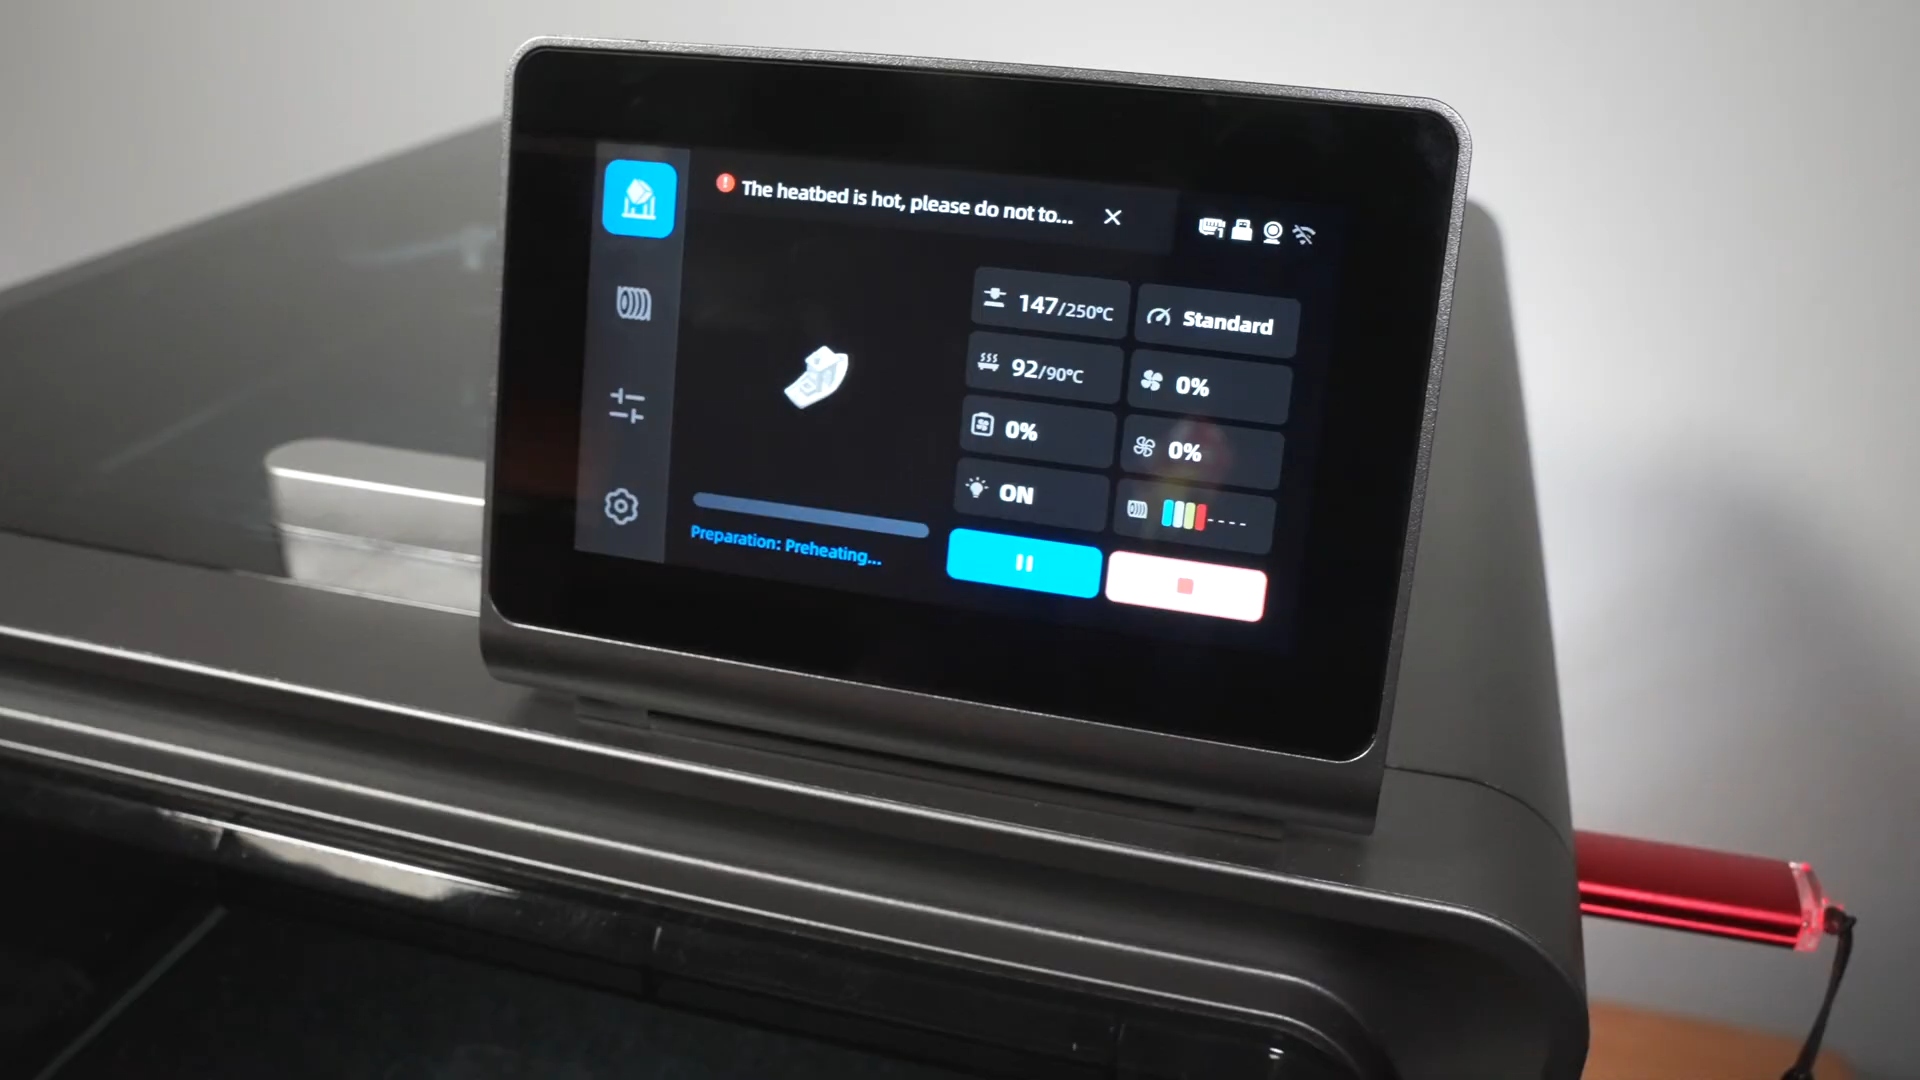 The heatbed is hot, please do not to...
147/250°C
Standard
92/90°C
0%
0%
0%
ON
----
Preparation: Preheating...